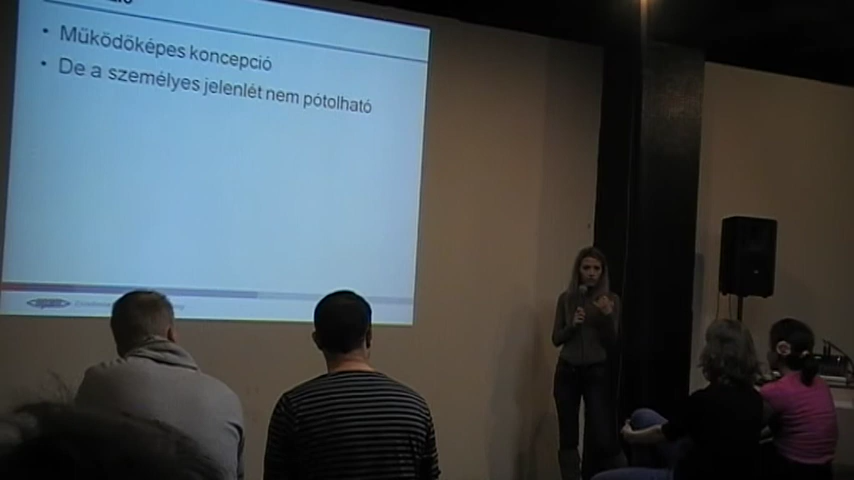 • Működőképes koncepció
• De a személyes jelenlét nem pótolható